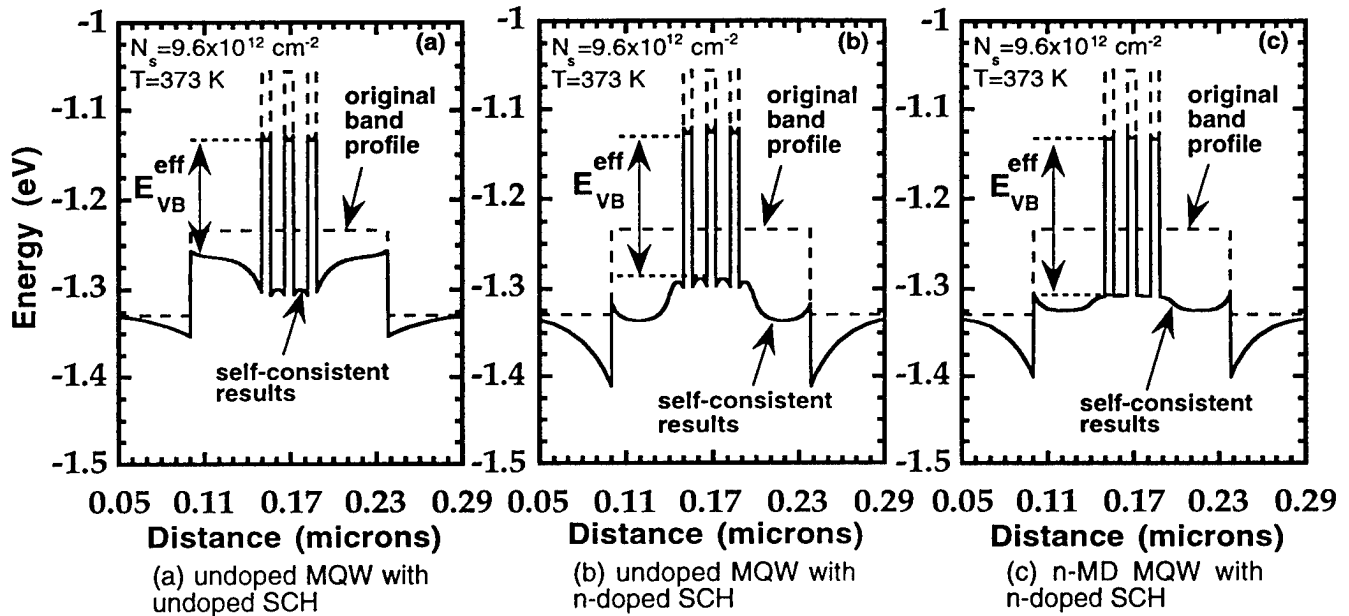 -1
-1.1
-1.2
-1.3
-1.4
-1.5
Energy (eV)
N_s=9.6x10^12 cm^-2
T=373 K
(a)
original
band
profile
E_VB^eff
self-consistent
results
0.05 0.11 0.17 0.23 0.29
Distance (microns)
(a) undoped MQW with
undoped SCH
-1
-1.1
-1.2
-1.3
-1.4
-1.5
N_s=9.6x10^12 cm^-2
T=373 K
(b)
original
band
profile
E_VB^eff
self-consistent
results
0.05 0.11 0.17 0.23 0.29
Distance (microns)
(b) undoped MQW with
n-doped SCH
-1
-1.1
-1.2
-1.3
-1.4
-1.5
N_s=9.6x10^12 cm^-2
T=373 K
(c)
original
band
profile
E_VB^eff
self-consistent
results
0.05 0.11 0.17 0.23 0.29
Distance (microns)
(c) n-MD MQW with
n-doped SCH